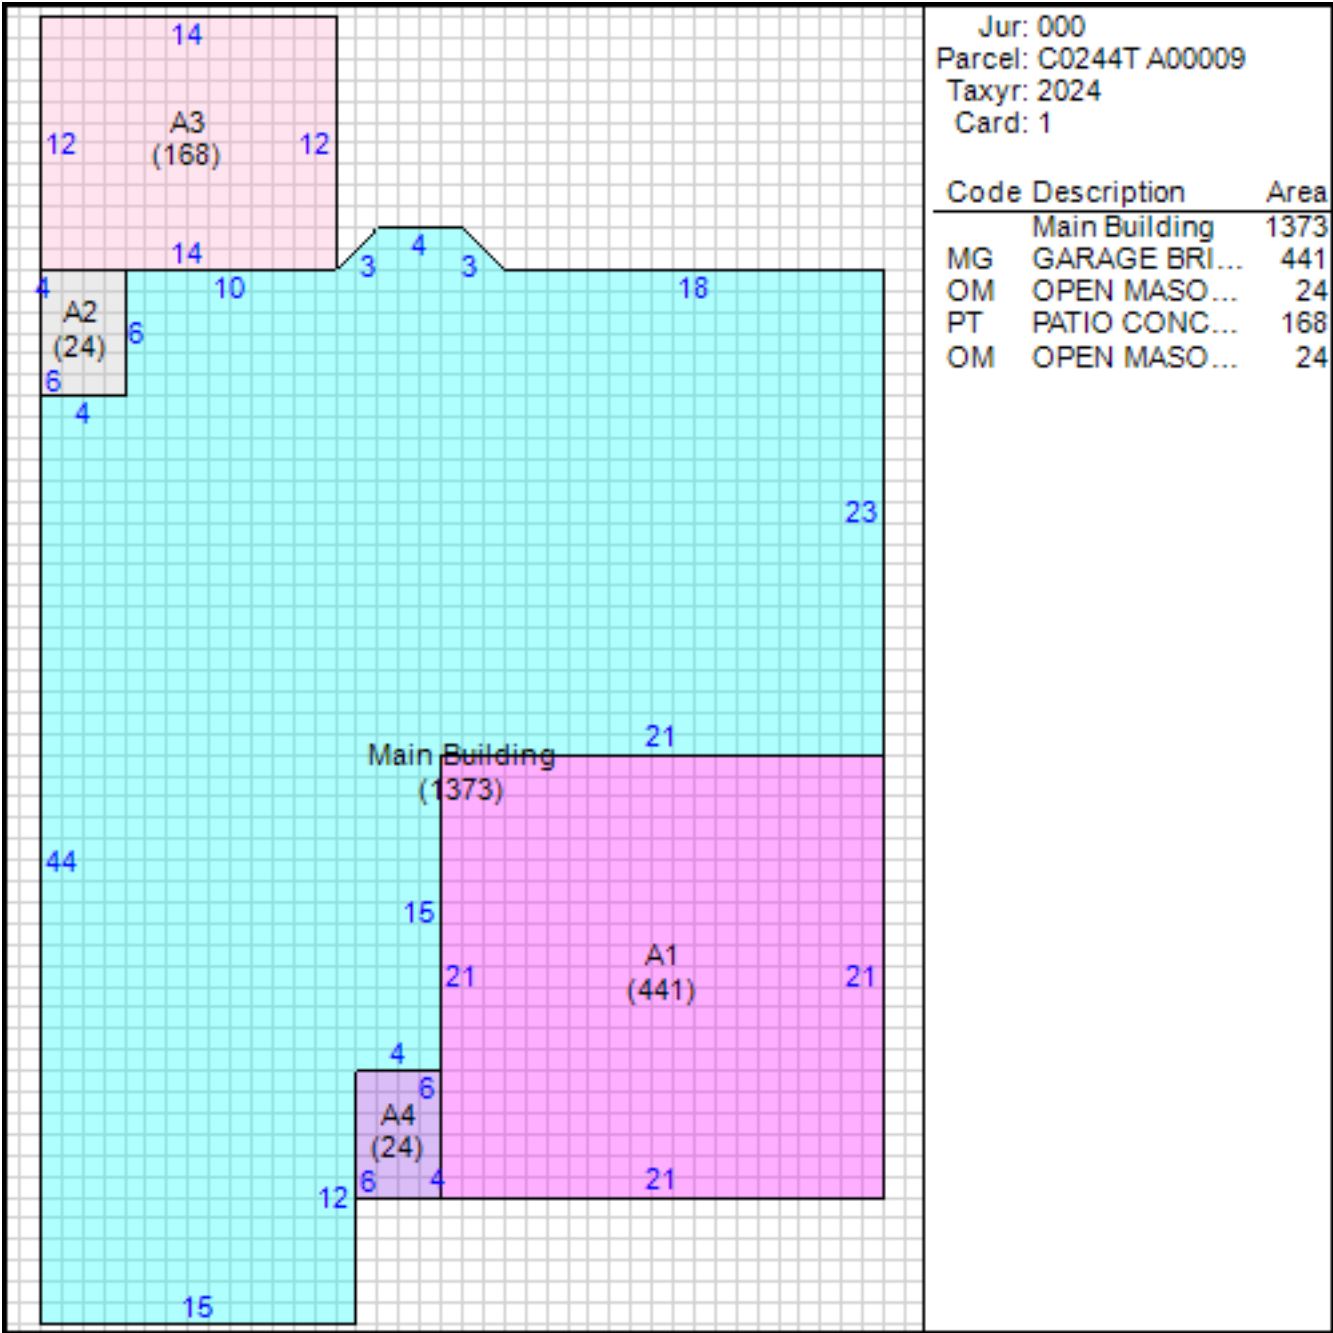 Jur: 000
Parcel: C0244T A00009
Taxyr: 2024
Card: 1
Code Description Area
Main Building 1373
MG GARAGE BRI... 441
OM OPEN MASO... 24
PT PATIO CONC... 168
OM OPEN MASO... 24
14
A3
12 12
(168)
14
4
3 3
4 10 18
A2
6
(24)
6
4
23
21
Main Building
(1373)
44
15
A1
21 21
(441)
4
6
A4
(24)
6 4 21
12
15